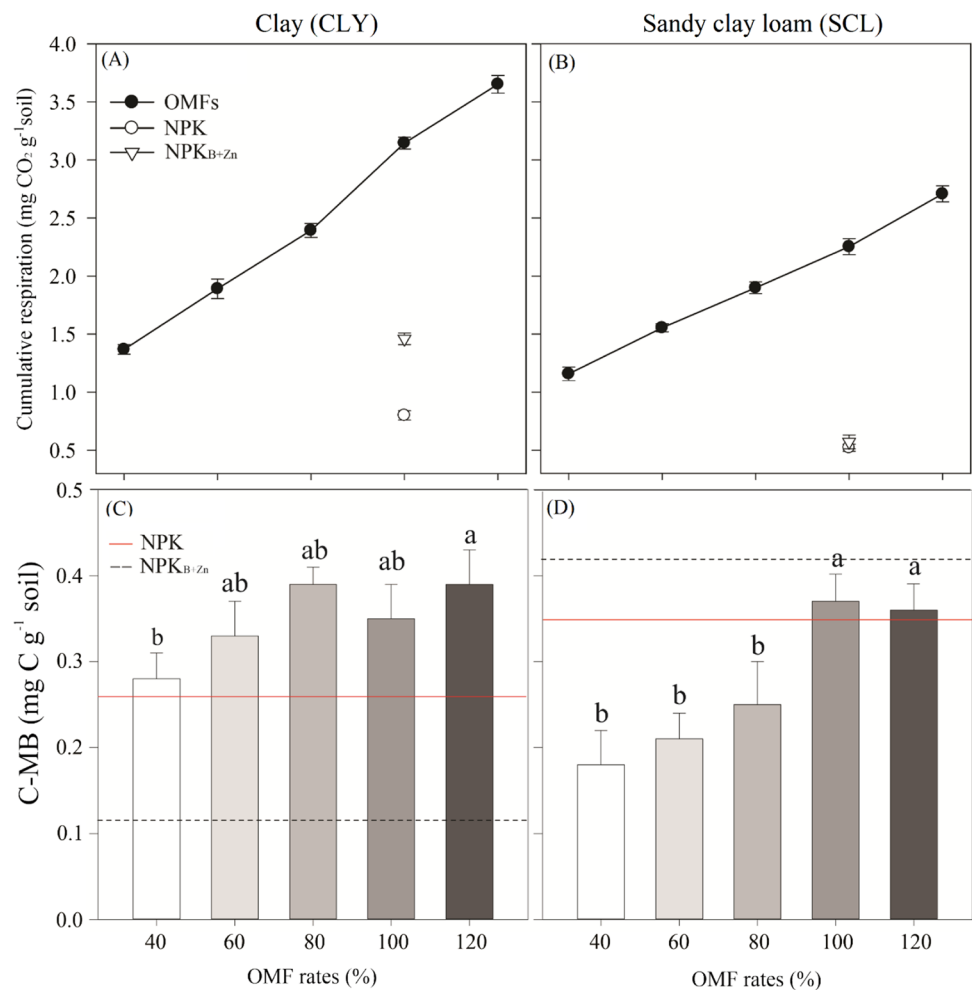 Clay (CLY)
Sandy clay loam (SCL)
Cumulative respiration (mg CO₂ g⁻¹soil)
4.0
3.5
3.0
2.5
2.0
1.5
1.0
0.5
(A)
OMFs
NPK
NPKB+Zn
(B)
C-MB (mg C g⁻¹ soil)
0.5
0.4
0.3
0.2
0.1
0.0
(C)
NPK
NPKB+Zn
b
ab
ab
ab
a
(D)
b
b
b
a
a
40 60 80 100 120
40 60 80 100 120
OMF rates (%)
OMF rates (%)